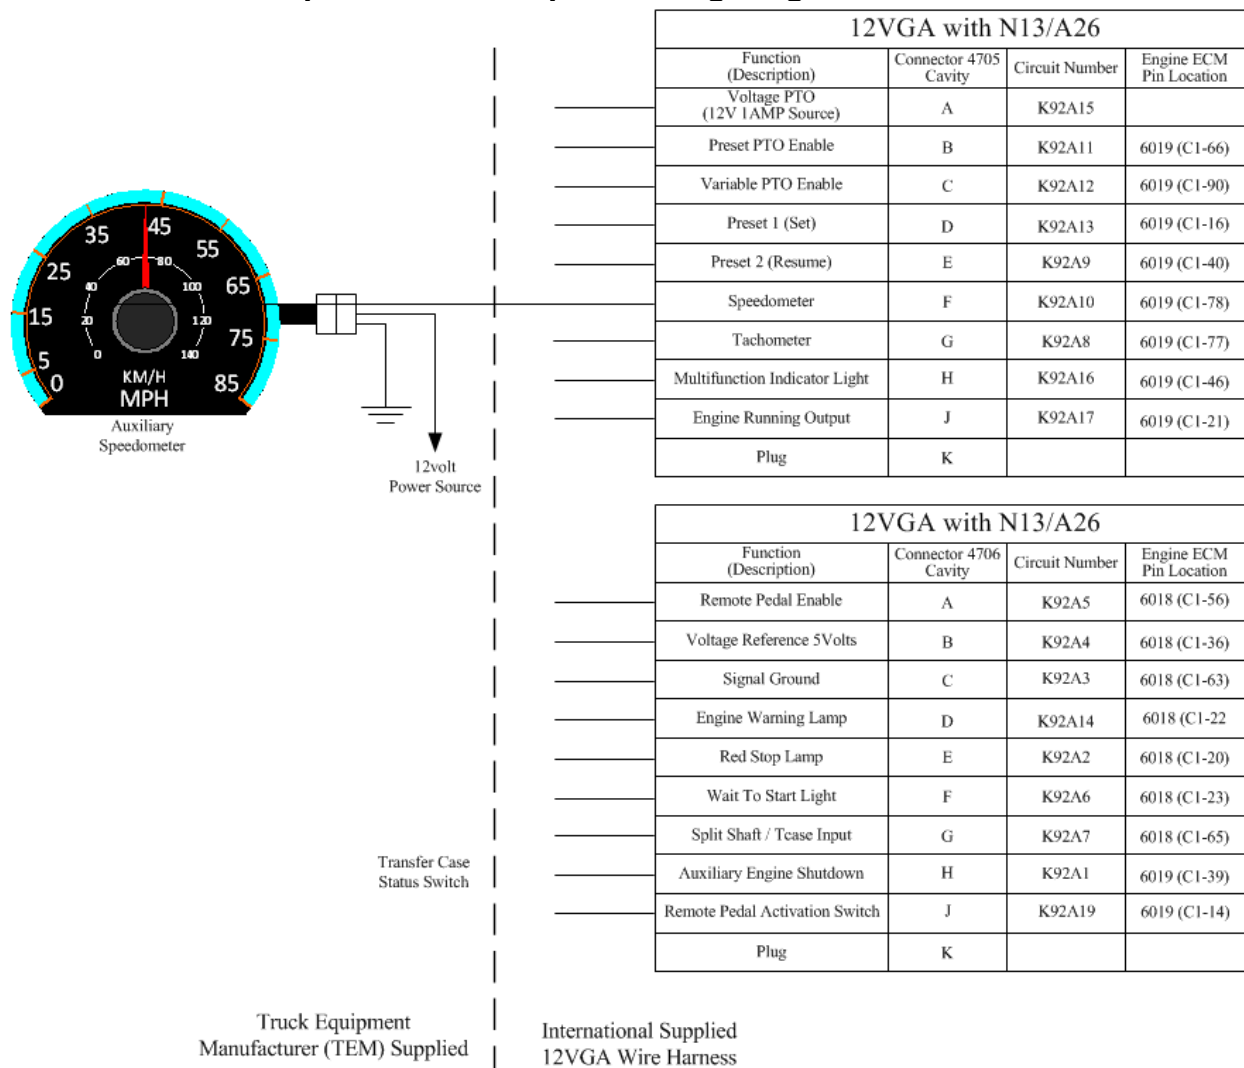 12VGA with N13/A26
Function (Description) Connector 4705 Cavity Circuit Number Engine ECM Pin Location
Voltage PTO (12V 1AMP Source) A K92A15
Preset PTO Enable B K92A11 6019 (C1-66)
Variable PTO Enable C K92A12 6019 (C1-90)
Preset 1 (Set) D K92A13 6019 (C1-16)
Preset 2 (Resume) E K92A9 6019 (C1-40)
Speedometer F K92A10 6019 (C1-78)
Tachometer G K92A8 6019 (C1-77)
Multifunction Indicator Light H K92A16 6019 (C1-46)
Engine Running Output J K92A17 6019 (C1-21)
Plug K
0 5 15 25 35 45 55 65 75 85
0 20 40 60 80 100 120 140
KM/H
MPH
Auxiliary
Speedometer
12volt
Power Source
12VGA with N13/A26
Function (Description) Connector 4706 Cavity Circuit Number Engine ECM Pin Location
Remote Pedal Enable A K92A5 6018 (C1-56)
Voltage Reference 5Volts B K92A4 6018 (C1-36)
Signal Ground C K92A3 6018 (C1-63)
Engine Warning Lamp D K92A14 6018 (C1-22
Red Stop Lamp E K92A2 6018 (C1-20)
Wait To Start Light F K92A6 6018 (C1-23)
Split Shaft / Tcase Input G K92A7 6018 (C1-65)
Auxiliary Engine Shutdown H K92A1 6019 (C1-39)
Remote Pedal Activation Switch J K92A19 6019 (C1-14)
Plug K
Transfer Case
Status Switch
Truck Equipment
Manufacturer (TEM) Supplied
International Supplied
12VGA Wire Harness